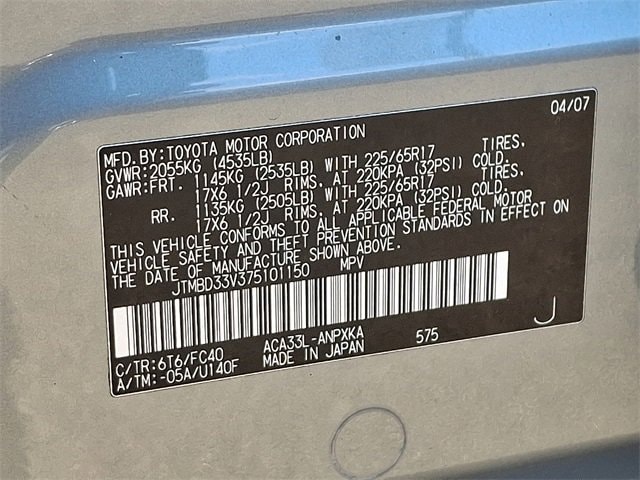 04/07
MFD.BY:TOYOTA MOTOR CORPORATION
GVWR:2055KG (4535LB)
GAWR:FRT. 1145KG (2535LB) WITH 225/65R17 TIRES,
17X6 1/2J RIMS, AT 220KPA (32PSI) COLD.
RR. 1135KG (2505LB) WITH 225/65R17 TIRES,
17X6 1/2J RIMS, AT 220KPA (32PSI) COLD.
THIS VEHICLE CONFORMS TO ALL APPLICABLE FEDERAL MOTOR
VEHICLE SAFETY AND THEFT PREVENTION STANDARDS IN EFFECT ON
THE DATE OF MANUFACTURE SHOWN ABOVE.
JTMBD33V375101150 MPV
C/TR:6T6/FC40 ACA33L-ANPXKA 575 J
A/TM:-05A/U140F MADE IN JAPAN